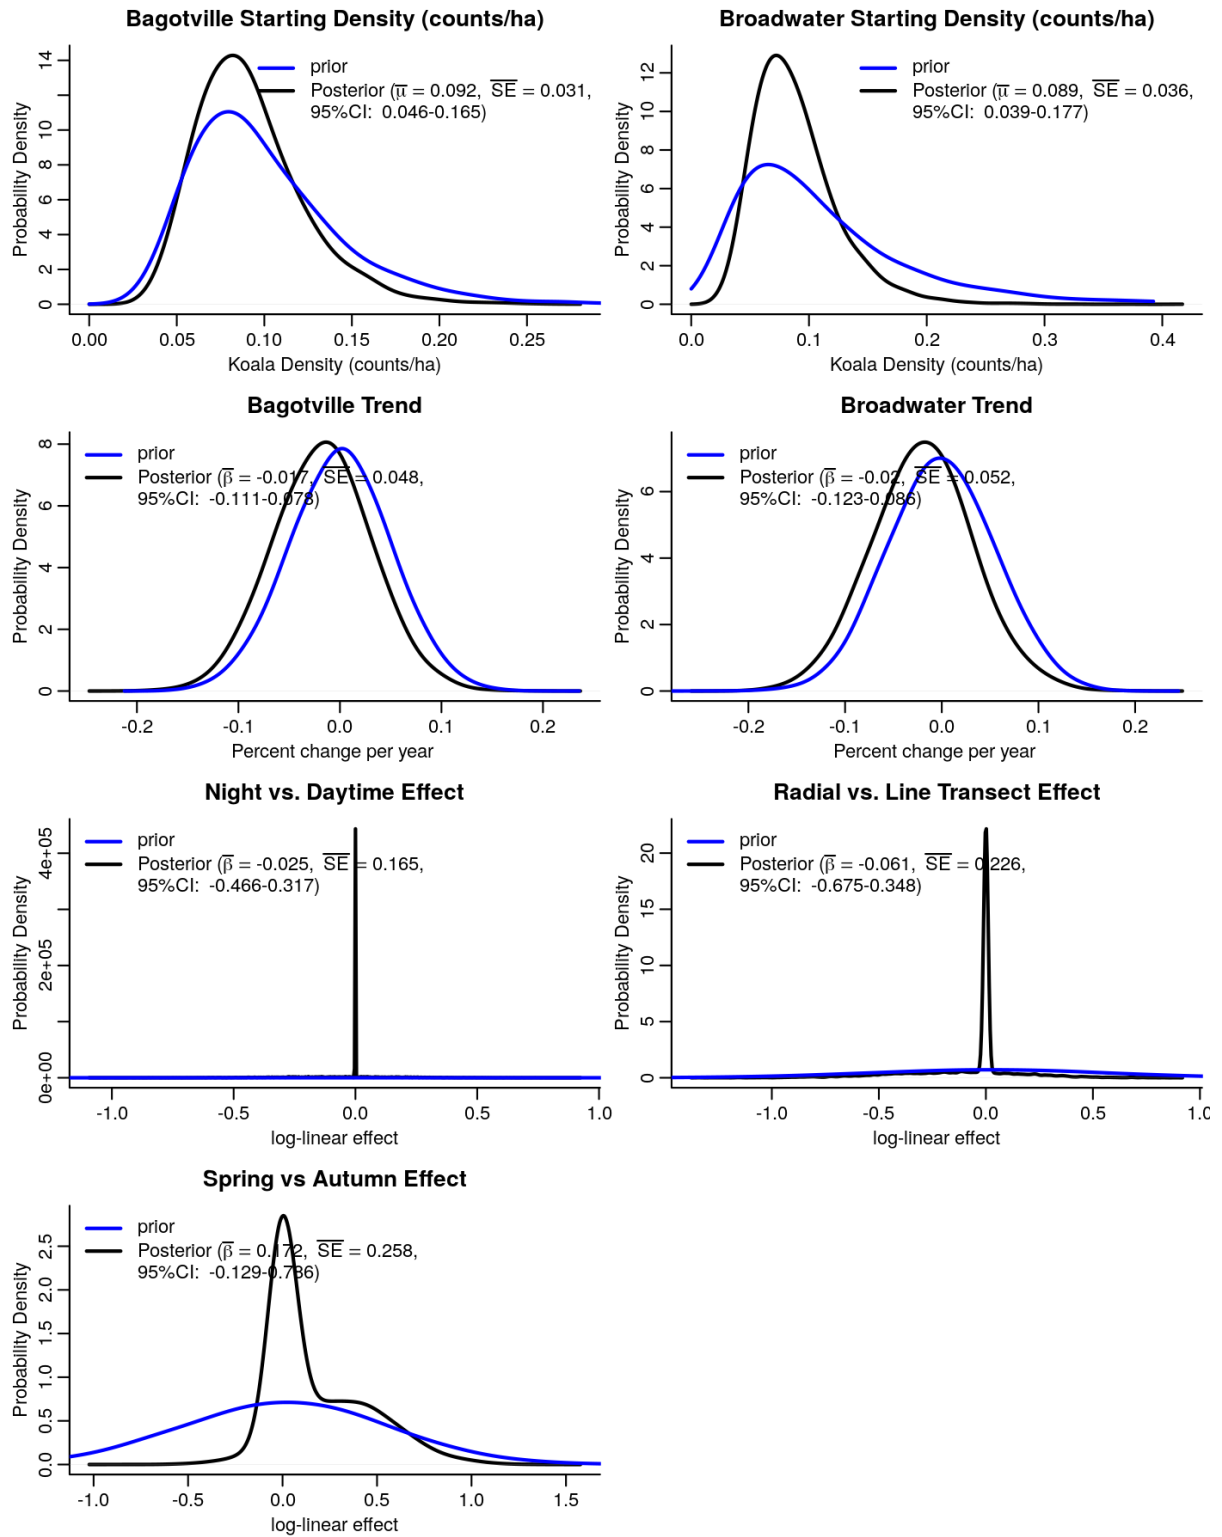 Bagotville Starting Density (counts/ha)
Probability Density
0 2 4 6 8 10 14
prior
Posterior (μ̅ = 0.092, S̅E̅ = 0.031,
95%CI: 0.046-0.165)
0.00 0.05 0.10 0.15 0.20 0.25
Koala Density (counts/ha)
Broadwater Starting Density (counts/ha)
Probability Density
0 2 4 6 8 10 12
prior
Posterior (μ̅ = 0.089, S̅E̅ = 0.036,
95%CI: 0.039-0.177)
0.0 0.1 0.2 0.3 0.4
Koala Density (counts/ha)
Bagotville Trend
Probability Density
0 2 4 6 8
prior
Posterior (β̅ = -0.017, S̅E̅ = 0.048,
95%CI: -0.111-0.078)
-0.2 -0.1 0.0 0.1 0.2
Percent change per year
Broadwater Trend
Probability Density
0 2 4 6
prior
Posterior (β̅ = -0.02, S̅E̅ = 0.052,
95%CI: -0.123-0.086)
-0.2 -0.1 0.0 0.1 0.2
Percent change per year
Night vs. Daytime Effect
Probability Density
0e+00 2e+05 4e+05
prior
Posterior (β̅ = -0.025, S̅E̅ = 0.165,
95%CI: -0.466-0.317)
-1.0 -0.5 0.0 0.5 1.0
log-linear effect
Radial vs. Line Transect Effect
Probability Density
0 5 10 15 20
prior
Posterior (β̅ = -0.061, S̅E̅ = 0.226,
95%CI: -0.675-0.348)
-1.0 -0.5 0.0 0.5 1.0
log-linear effect
Spring vs Autumn Effect
Probability Density
0.0 0.5 1.0 1.5 2.0 2.5
prior
Posterior (β̅ = 0.172, S̅E̅ = 0.258,
95%CI: -0.129-0.786)
-1.0 -0.5 0.0 0.5 1.0 1.5
log-linear effect